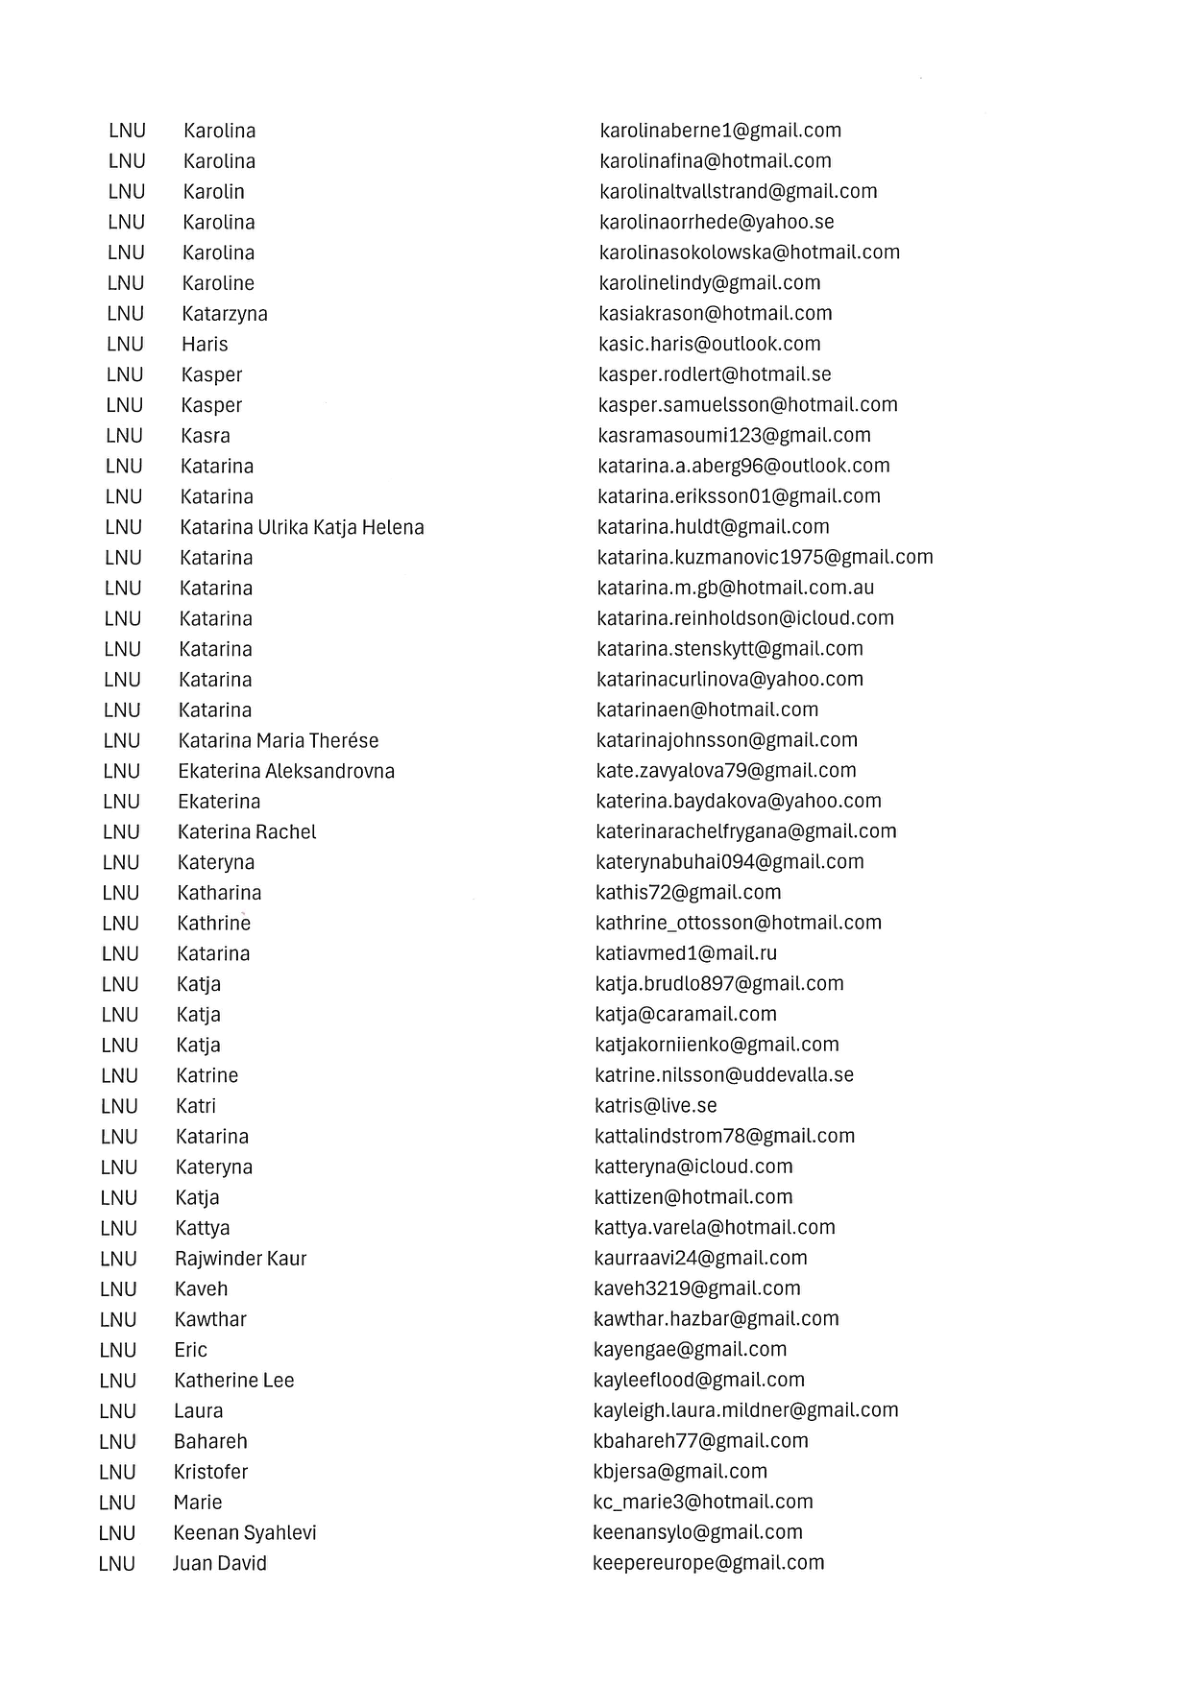 LNU Karolina karolinaberne1@gmail.com
LNU Karolina karolinafina@hotmail.com
LNU Karolin karolinaltvallstrand@gmail.com
LNU Karolina karolinaorrhede@yahoo.se
LNU Karolina karolinasokolowska@hotmail.com
LNU Karoline karolinelindy@gmail.com
LNU Katarzyna kasiakrason@hotmail.com
LNU Haris kasic.haris@outlook.com
LNU Kasper kasper.rodlert@hotmail.se
LNU Kasper kasper.samuelsson@hotmail.com
LNU Kasra kasramasoumi123@gmail.com
LNU Katarina katarina.a.aberg96@outlook.com
LNU Katarina katarina.eriksson01@gmail.com
LNU Katarina Ulrika Katja Helena katarina.huldt@gmail.com
LNU Katarina katarina.kuzmanovic1975@gmail.com
LNU Katarina katarina.m.gb@hotmail.com.au
LNU Katarina katarina.reinholdson@icloud.com
LNU Katarina katarina.stenskytt@gmail.com
LNU Katarina katarinacurlinova@yahoo.com
LNU Katarina katarinaen@hotmail.com
LNU Katarina Maria Therése katarinajohnsson@gmail.com
LNU Ekaterina Aleksandrovna kate.zavyalova79@gmail.com
LNU Ekaterina katerina.baydakova@yahoo.com
LNU Katerina Rachel katerinarachelfrygana@gmail.com
LNU Kateryna katerynabuhai094@gmail.com
LNU Katharina kathis72@gmail.com
LNU Kathrine kathrine_ottosson@hotmail.com
LNU Katarina katiavmed1@mail.ru
LNU Katja katja.brudlo897@gmail.com
LNU Katja katja@caramail.com
LNU Katja katjakorniienko@gmail.com
LNU Katrine katrine.nilsson@uddevalla.se
LNU Katri katris@live.se
LNU Katarina kattalindstrom78@gmail.com
LNU Kateryna katteryna@icloud.com
LNU Katja kattizen@hotmail.com
LNU Kattya kattya.varela@hotmail.com
LNU Rajwinder Kaur kaurraavi24@gmail.com
LNU Kaveh kaveh3219@gmail.com
LNU Kawthar kawthar.hazbar@gmail.com
LNU Eric kayengae@gmail.com
LNU Katherine Lee kayleeflood@gmail.com
LNU Laura kayleigh.laura.mildner@gmail.com
LNU Bahareh kbahareh77@gmail.com
LNU Kristofer kbjersa@gmail.com
LNU Marie kc_marie3@hotmail.com
LNU Keenan Syahlevi keenansylo@gmail.com
LNU Juan David keepereurope@gmail.com